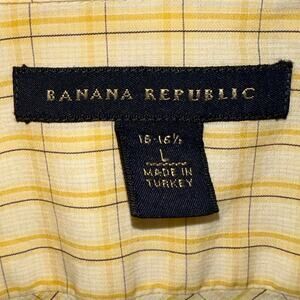 BANANA REPUBLIC
16-16½
L
MADE IN
TURKEY